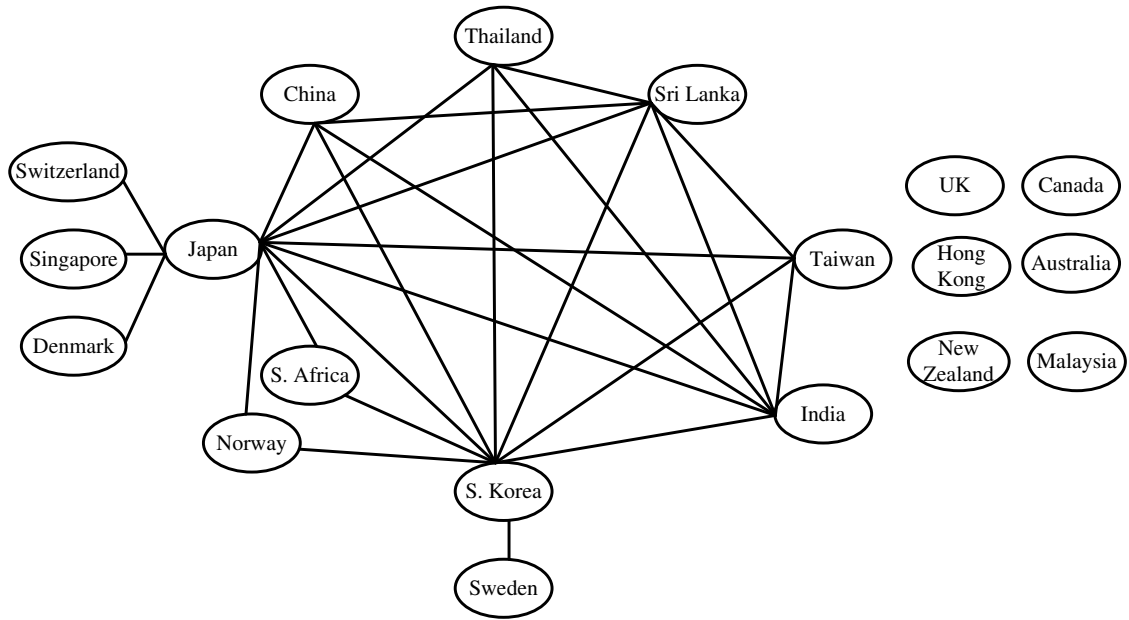 Thailand
China
Sri Lanka
Switzerland
UK
Canada
Japan
Singapore
Taiwan
Hong
Kong
Australia
Denmark
S. Africa
New
Zealand
Malaysia
India
Norway
S. Korea
Sweden